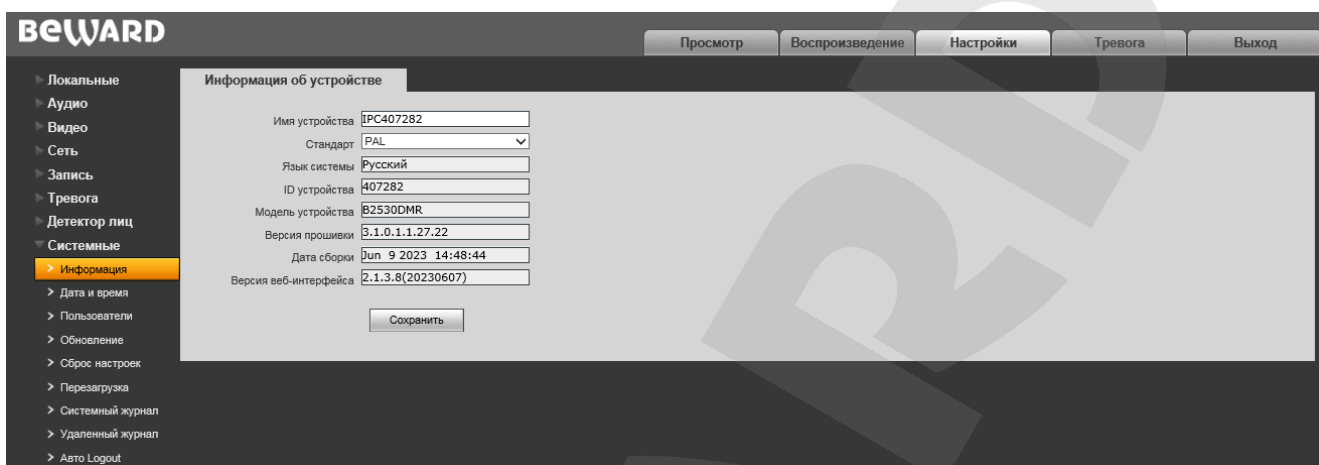 BEWARD
Просмотр Воспроизведение Настройки Тревога Выход
Локальные
Аудио
Видео
Сеть
Запись
Тревога
Детектор лиц
Системные
Информация
Дата и время
Пользователи
Обновление
Сброс настроек
Перезагрузка
Системный журнал
Удаленный журнал
Авто Logout
Информация об устройстве
Имя устройства IPC407282
Стандарт PAL
Язык системы Русский
ID устройства 407282
Модель устройства B2530DMR
Версия прошивки 3.1.0.1.1.27.22
Дата сборки Jun 9 2023 14:48:44
Версия веб-интерфейса 2.1.3.8(20230607)
Сохранить